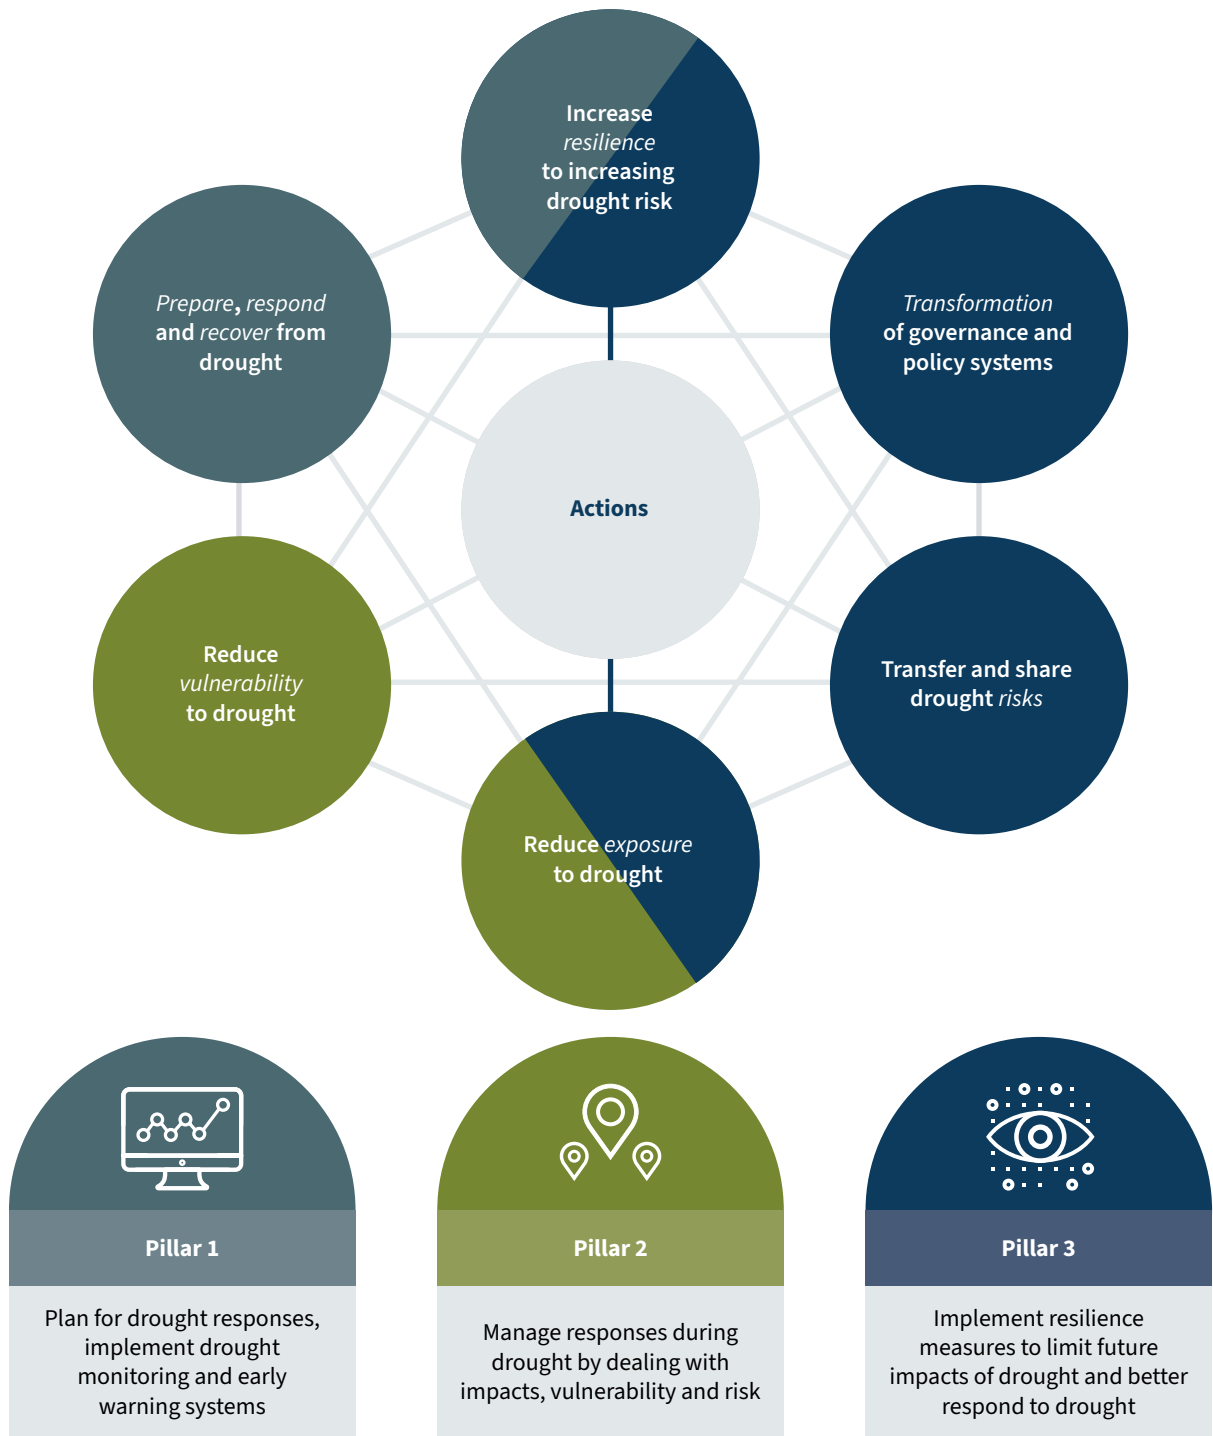 Increase
resilience
to increasing
drought risk
Prepare, respond
and recover from
drought
Transformation
of governance and
policy systems
Actions
Reduce
vulnerability
to drought
Transfer and share
drought risks
Reduce exposure
to drought
Pillar 1
Plan for drought responses,
implement drought
monitoring and early
warning systems
Pillar 2
Manage responses during
drought by dealing with
impacts, vulnerability and risk
Pillar 3
Implement resilience
measures to limit future
impacts of drought and better
respond to drought